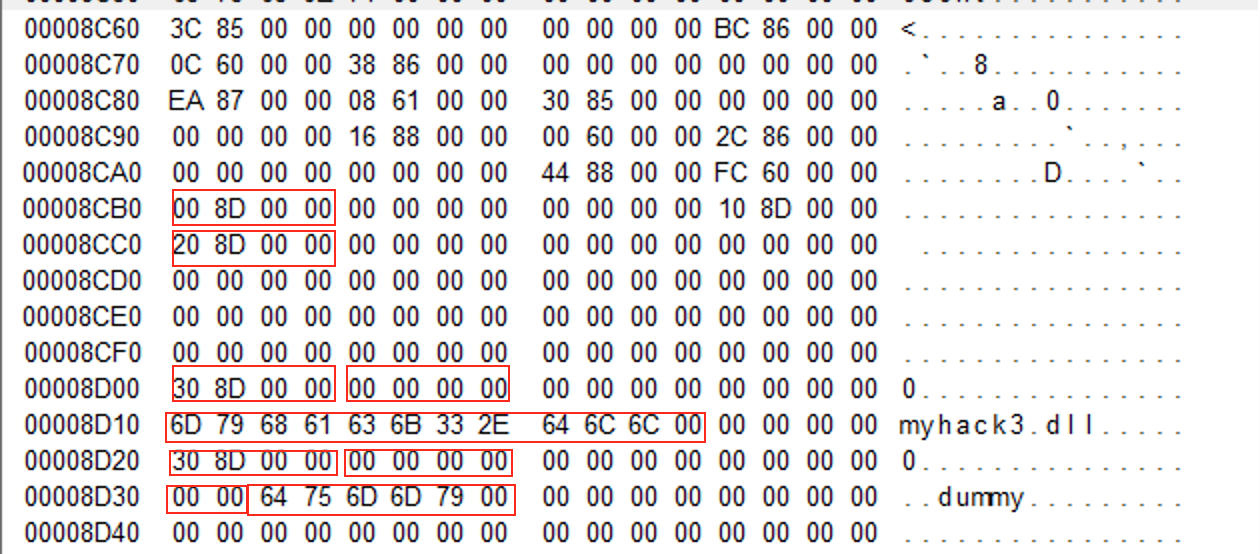 00008C60 3C 85 00 00 00 00 00 00 00 00 00 00 BC 86 00 00 <...............
00008C70 0C 60 00 00 38 86 00 00 00 00 00 00 00 00 00 00 .`..8...........
00008C80 EA 87 00 00 08 61 00 00 30 85 00 00 00 00 00 00 .....a..0.......
00008C90 00 00 00 00 16 88 00 00 00 60 00 00 2C 86 00 00 .........`..,...
00008CA0 00 00 00 00 00 00 00 00 44 88 00 00 FC 60 00 00 ........D....`..
00008CB0 00 8D 00 00 00 00 00 00 00 00 00 00 10 8D 00 00 ................
00008CC0 20 8D 00 00 00 00 00 00 00 00 00 00 00 00 00 00  ...............
00008CD0 00 00 00 00 00 00 00 00 00 00 00 00 00 00 00 00 ................
00008CE0 00 00 00 00 00 00 00 00 00 00 00 00 00 00 00 00 ................
00008CF0 00 00 00 00 00 00 00 00 00 00 00 00 00 00 00 00 ................
00008D00 30 8D 00 00 00 00 00 00 00 00 00 00 00 00 00 00 0...............
00008D10 6D 79 68 61 63 6B 33 2E 64 6C 6C 00 00 00 00 00 myhack3.dll.....
00008D20 30 8D 00 00 00 00 00 00 00 00 00 00 00 00 00 00 0...............
00008D30 00 00 64 75 6D 6D 79 00 00 00 00 00 00 00 00 00 ..dummy.........
00008D40 00 00 00 00 00 00 00 00 00 00 00 00 00 00 00 00 ................